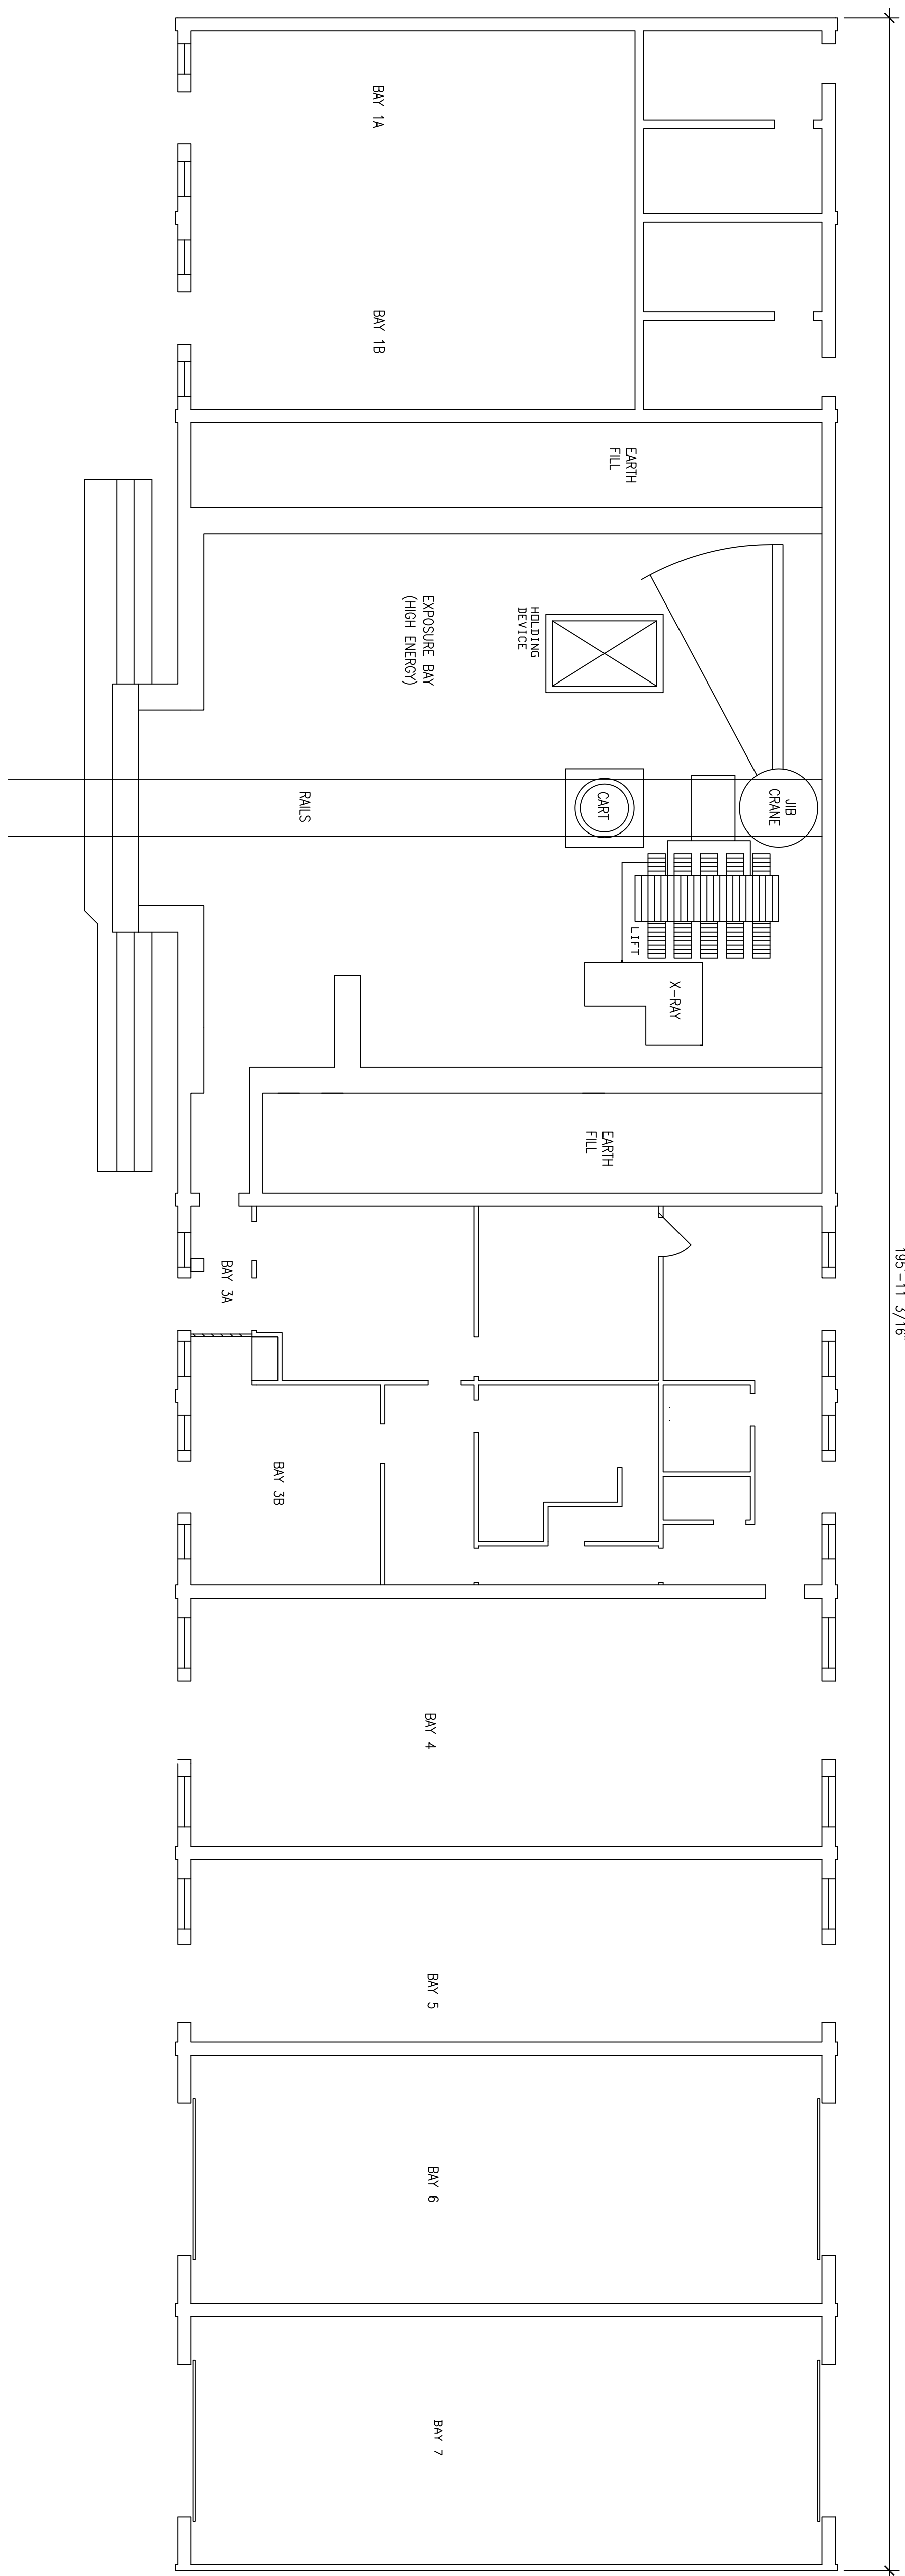 BAY 1A
BAY 1B
EARTH
FILL
EXPOSURE BAY
(HIGH ENERGY)
HOLDING
DEVICE
JIB
CRANE
CART
RAILS
LIFT
X-RAY
EARTH
FILL
195'-11 3/16
BAY 3A
BAY 3B
BAY 4
BAY 5
BAY 6
BAY 7